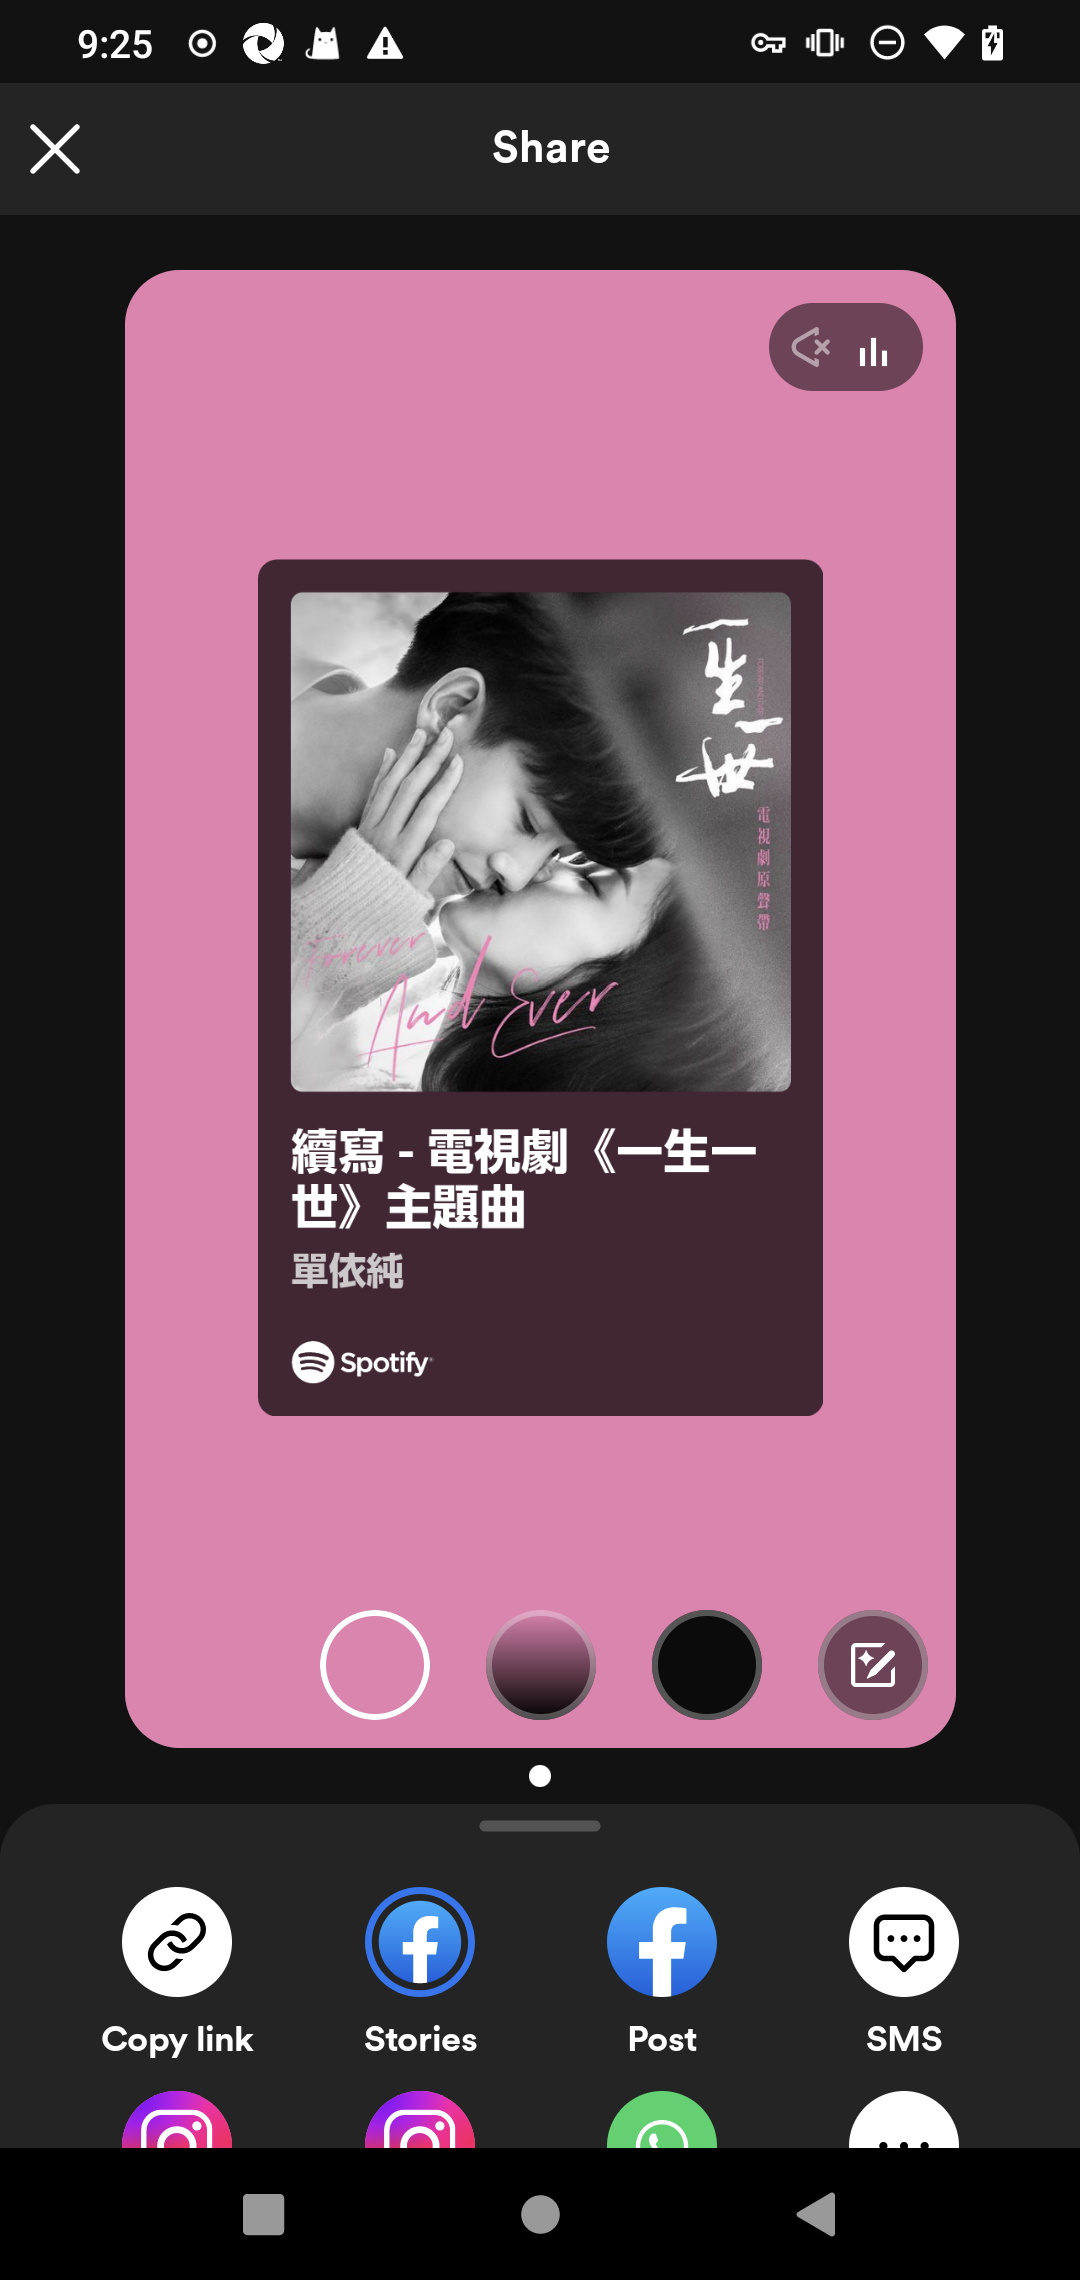 9:25
Share
一生一世
電視劇原聲帶
Forever
And Ever
續寫 - 電視劇《一生一
世》主題曲
單依純
Spotify
Copy link
Stories
Post
SMS